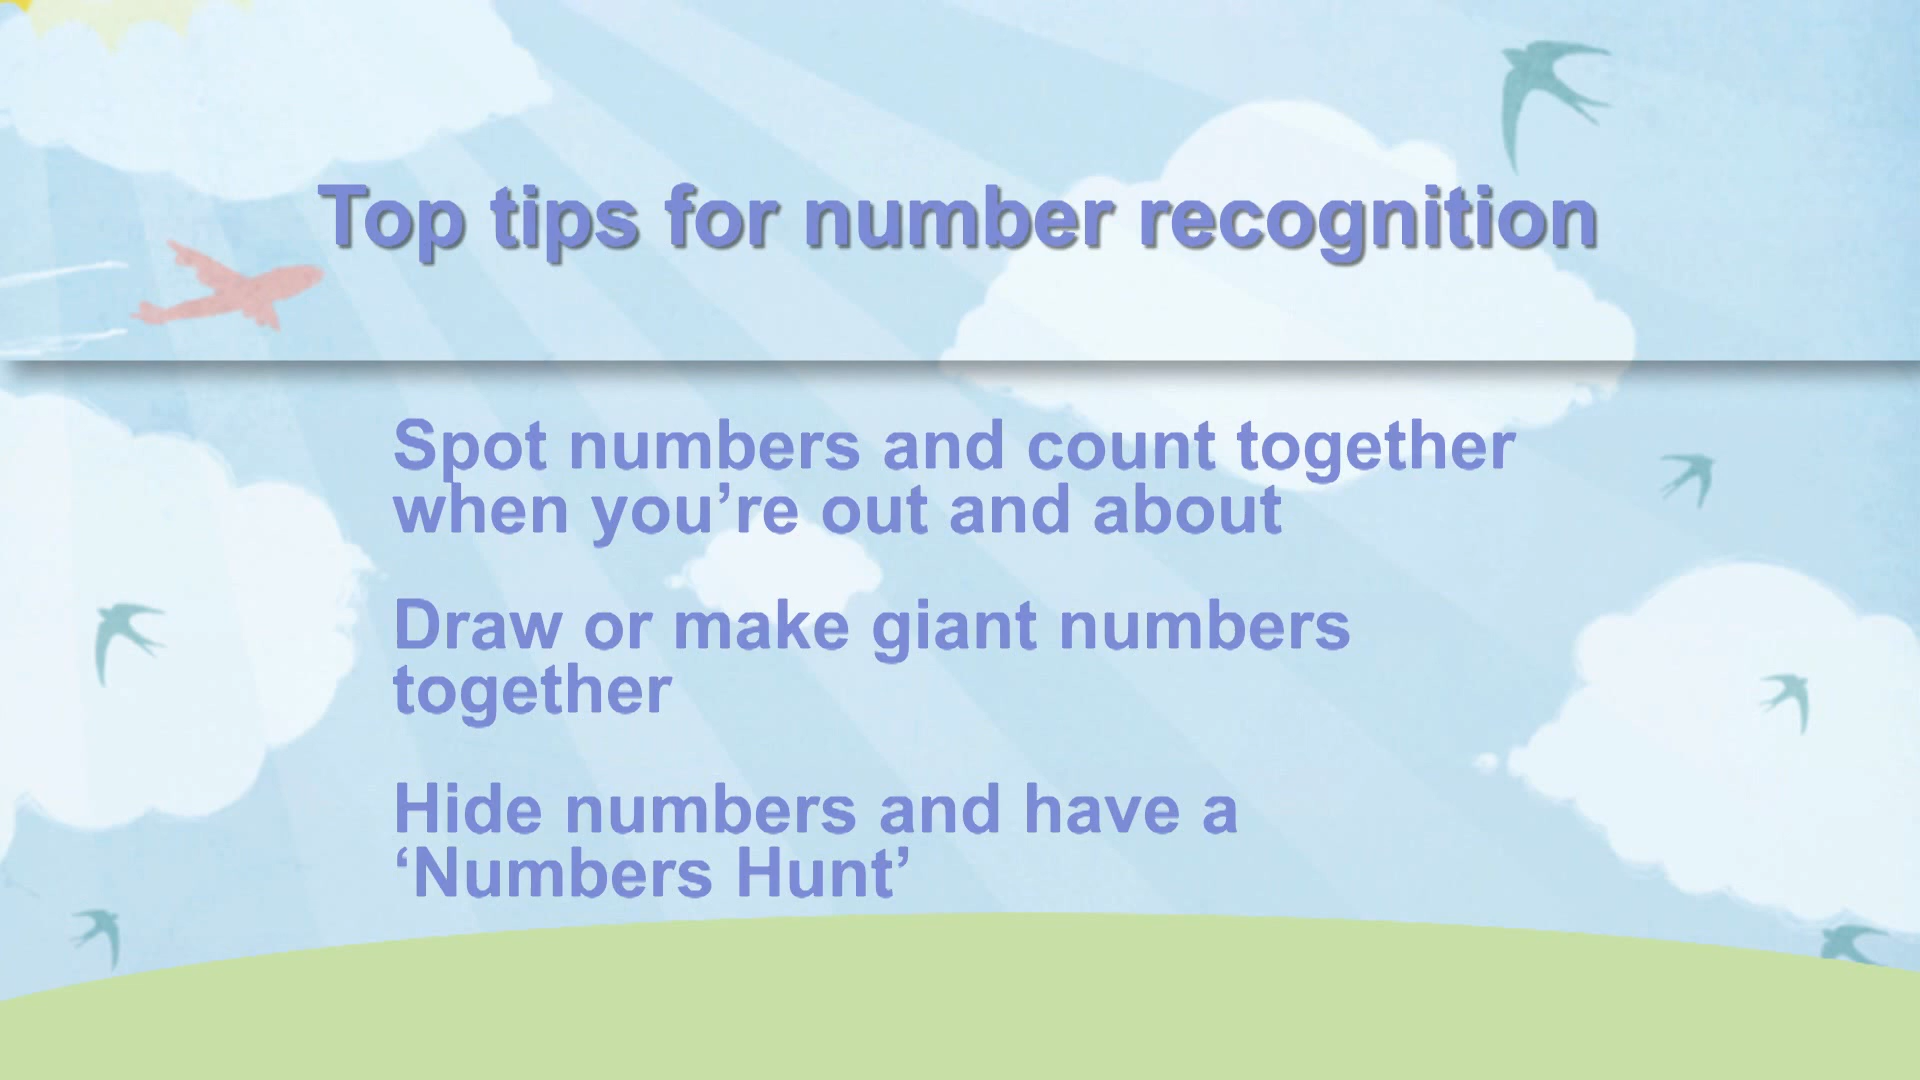 Top tips for number recognition
Spot numbers and count together
when you’re out and about
Draw or make giant numbers
together
Hide numbers and have a
‘Numbers Hunt’